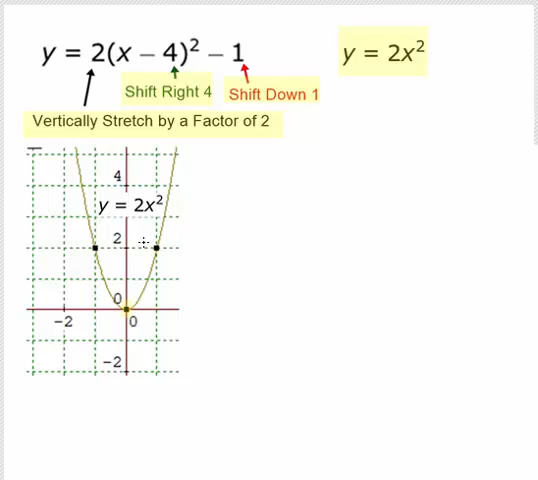 y = 2(x – 4)² – 1
y = 2x²
Shift Right 4
Shift Down 1
Vertically Stretch by a Factor of 2
4
y = 2x²
2
0
−2
0
−2